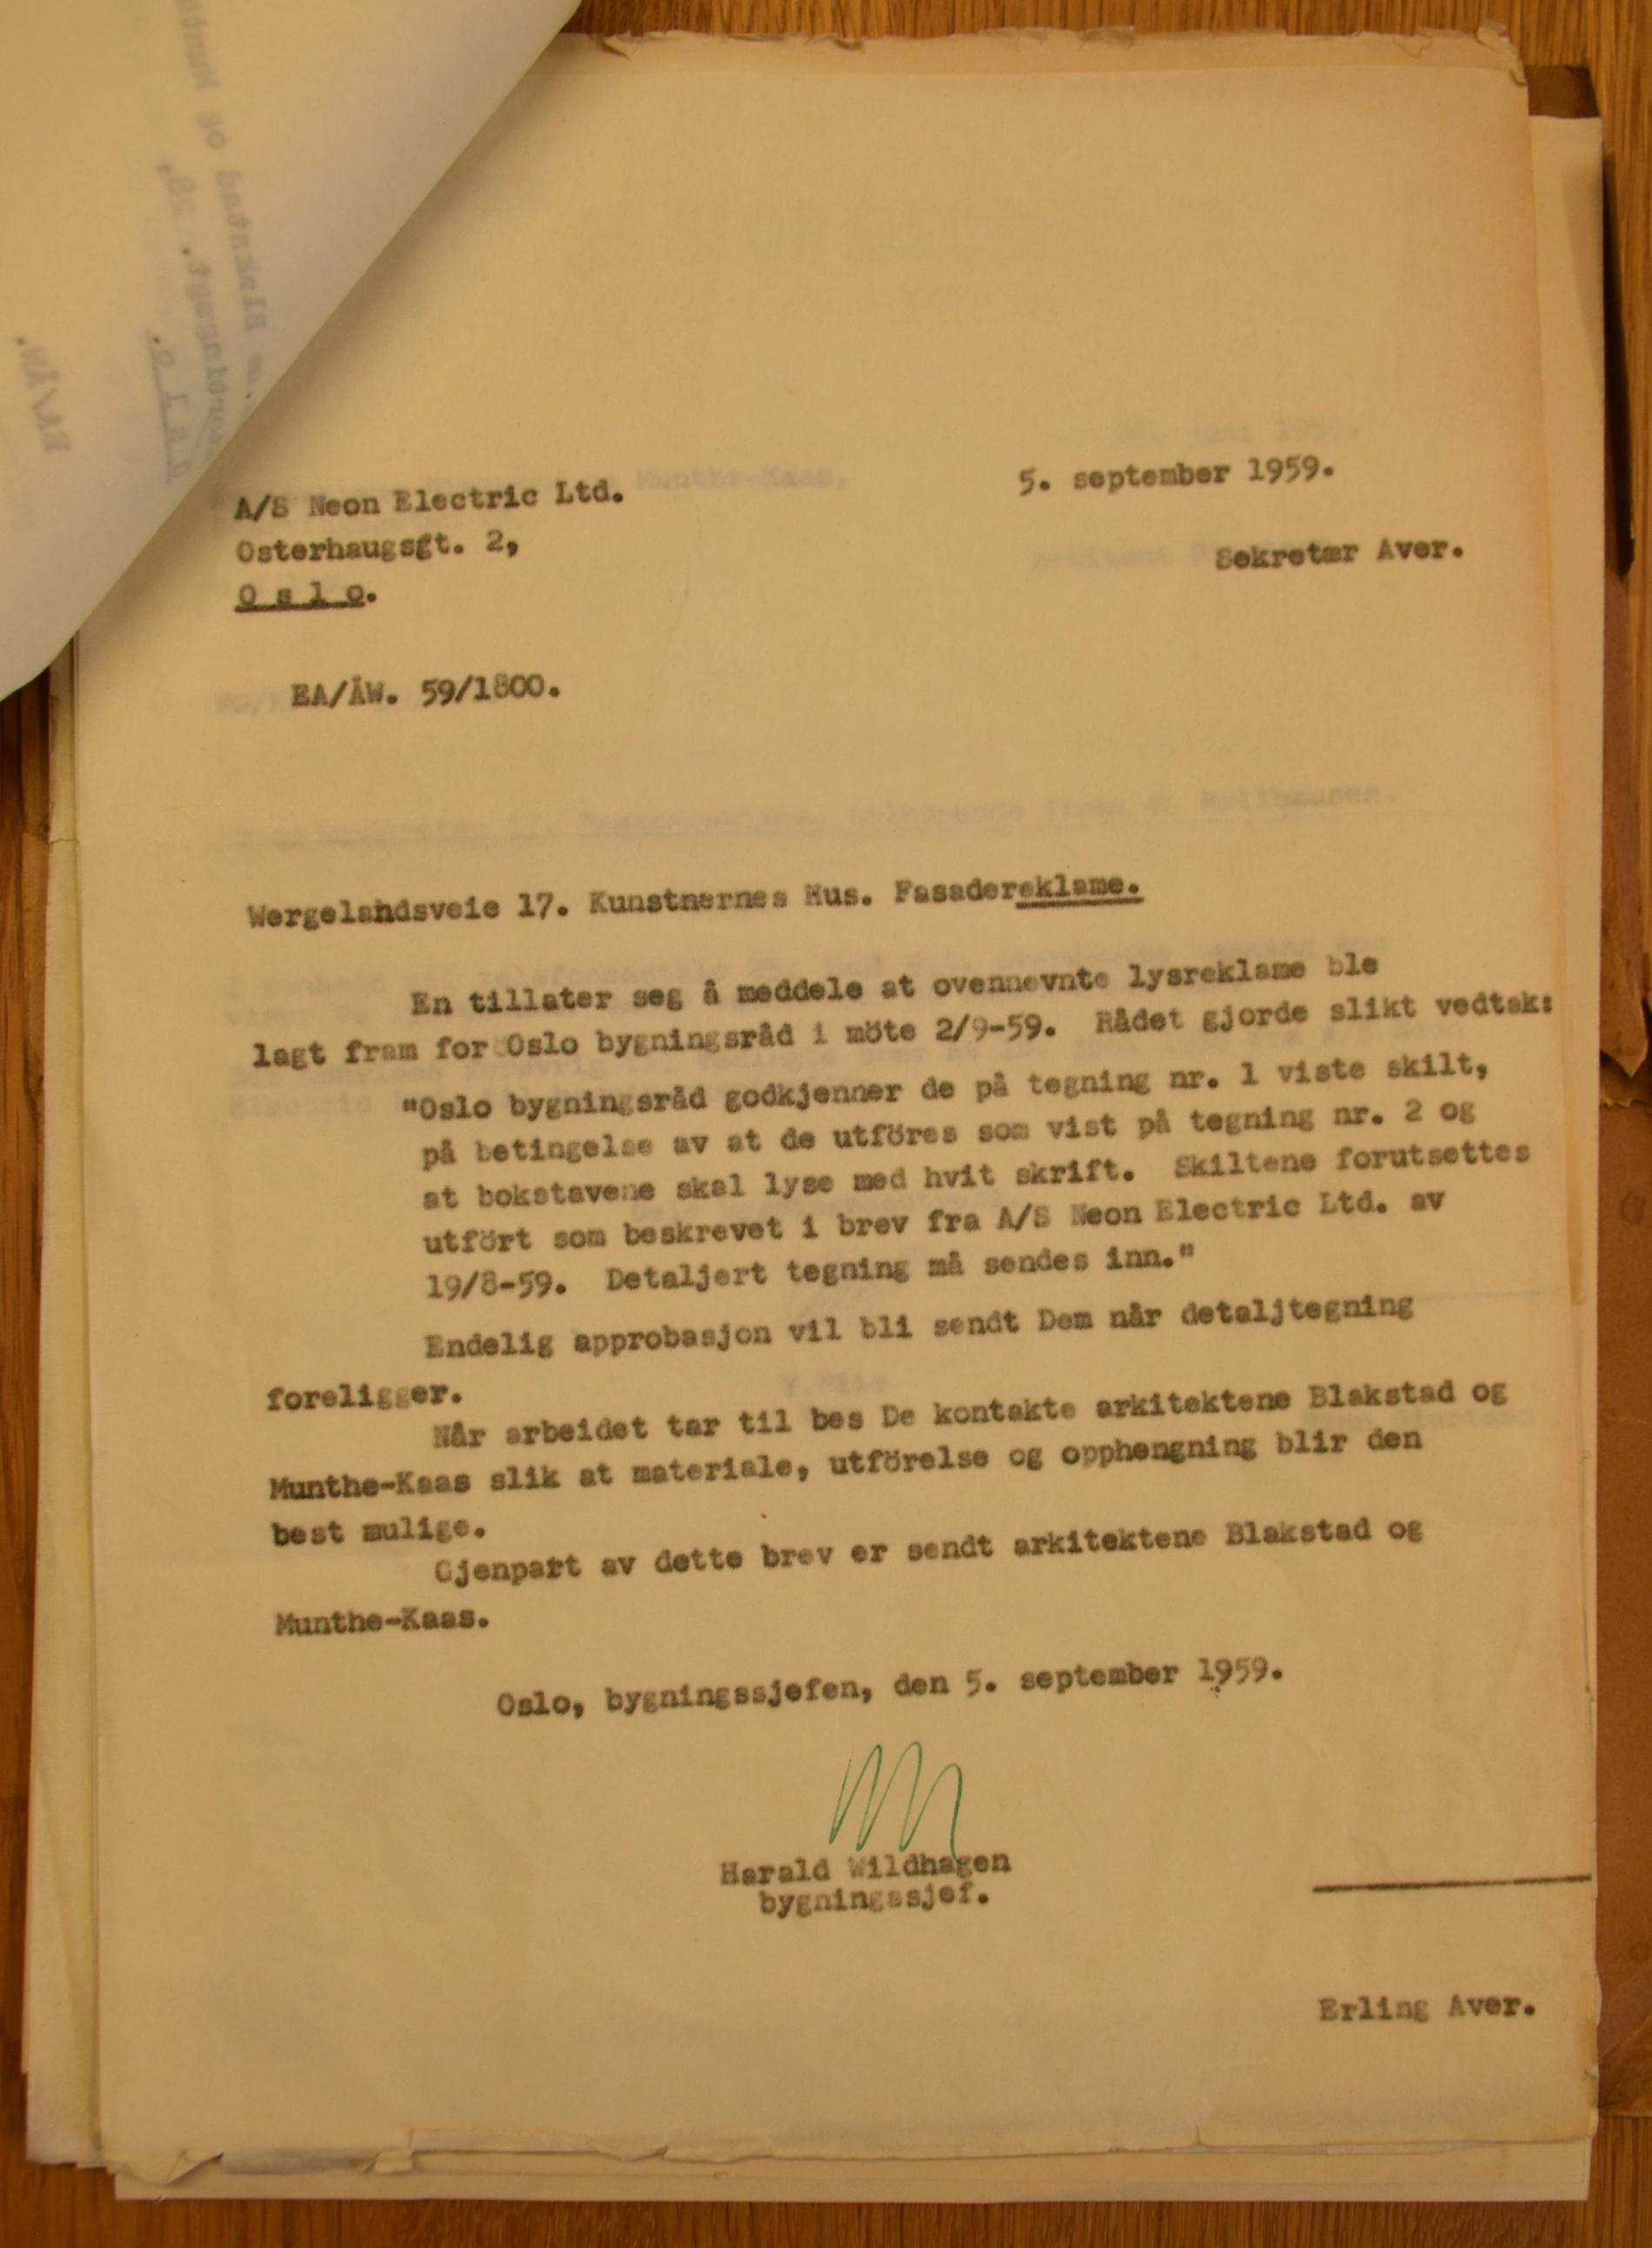 A/S Neon Electric Ltd.
Osterhaugsgt. 2,
O s l o.
5. september 1959.
Sekretær Aver.
EA/ÅW. 59/1800.
Wergelandsveie 17. Kunstnernes Hus. Fasadereklame.
En tillater seg å meddele at ovennevnte lysreklame ble
lagt fram for Oslo bygningsråd i möte 2/9-59. Rådet gjorde slikt vedtak:
"Oslo bygningsråd godkjenner de på tegning nr. 1 viste skilt,
på betingelse av at de utföres som vist på tegning nr. 2 og
at bokstavene skal lyse med hvit skrift. Skiltene forutsettes
utfört som beskrevet i brev fra A/S Neon Electric Ltd. av
19/8-59. Detaljert tegning må sendes inn."
Endelig approbasjon vil bli sendt Dem når detaljtegning
foreligger.
Når arbeidet tar til bes De kontakte arkitektene Blakstad og
Munthe-Kaas slik at materiale, utförelse og opphengning blir den
best mulige.
Gjenpart av dette brev er sendt arkitektene Blakstad og
Munthe-Kaas.
Oslo, bygningssjefen, den 5. september 1959.
Harald Wildhagen
bygningssjef.
Erling Aver.